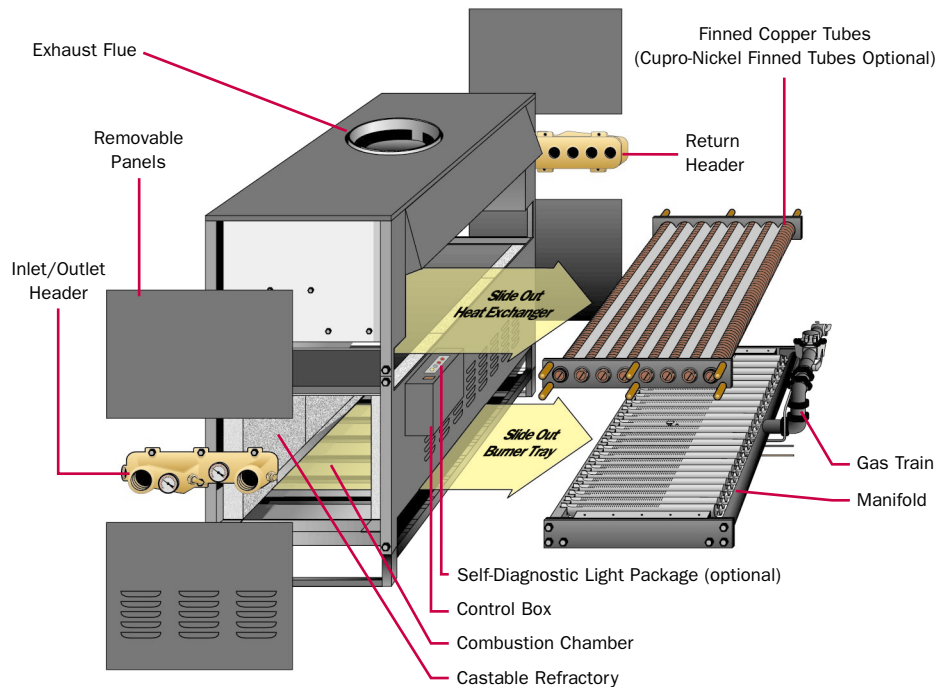 Exhaust Flue
Finned Copper Tubes
(Cupro-Nickel Finned Tubes Optional)
Removable
Panels
Return
Header
Inlet/Outlet
Header
Slide Out
Heat Exchanger
Slide Out
Burner Tray
Gas Train
Manifold
Self-Diagnostic Light Package (optional)
Control Box
Combustion Chamber
Castable Refractory